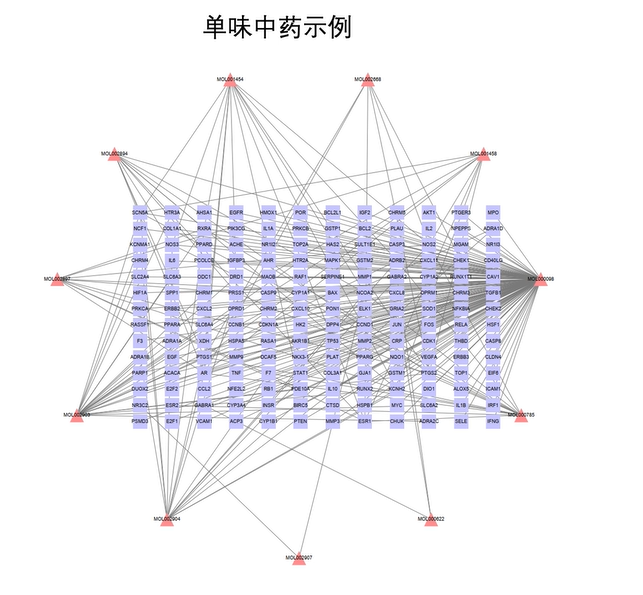 单味中药示例
MOL001454 MOL002668
MOL002894 MOL001458
SCN5A HTR3A AHSA1 EGFR HMOX1 POR BCL2L1 IGF2 CHRM5 AKT1 PTGER3 MPO
NCF1 COL1A1 RXRA PIK3CG IL1A PRKCB GSTP1 BCL2 PLAU IL2 NPEPPS ADRA1D
KCNMA1 NOS3 PPARD ACHE NR1I2 TOP2A HAS2 SULT1E1 CASP3 NOS2 MGAM NR1I3
CHRM4 IL6 PCOLCE IGFBP3 AHR HTR2A MAPK1 GSTM2 ADRB2 CXCL11 CHEK1 CD40LG
SLC2A4 SLC6A3 ODC1 DRD1 MAOB RAF1 SERPINE1 MMP1 GABRA2 CYP1A2 RUNX1T1 CAV1
MOL002897 MOL000098
HIF1A SPP1 CHRM1 PRSS1 CASP9 CYP1A1 BAX NCOA2 CXCL8 OPRM1 CHRM3 TGFB1
PRKCA ERBB2 CXCL2 OPRD1 CHRM2 CXCL10 PON1 ELK1 GRIA2 SOD1 NFKBIA CHEK2
RASSF1 PPARA SLC6A4 CCNB1 CDKN1A HK2 DPP4 CCND1 JUN FOS RELA HSF1
F3 ADRA1A XDH HSPA5 RASA1 AKR1B1 TP53 MMP2 CRP CDK1 THBD CASP8
ADRA1B EGF PTGS1 MMP9 DCAF5 NKX3-1 PLAT PPARG NQO1 VEGFA ERBB3 CLDN4
PARP1 ACACA AR TNF F7 STAT1 COL3A1 GJA1 GSTM1 PTGS2 TOP1 EIF6
DUOX2 E2F2 CCL2 NFE2L2 RB1 PDE10A IL10 RUNX2 KCNH2 DIO1 ALOX5 ICAM1
NR3C2 ESR2 GABRA1 CYP3A4 INSR BIRC5 CTSD HSPB1 MYC SLC6A2 IL1B IRF1
MOL002903 MOL000785
PSMD3 E2F1 VCAM1 ACP3 CYP1B1 PTEN MMP3 ESR1 CHUK ADRA2C SELE IFNG
MOL002904 MOL000622
MOL002907